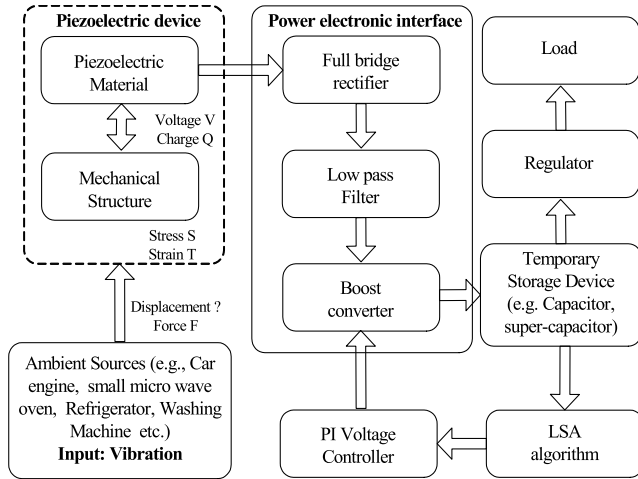 Piezoelectric device
Piezoelectric
Material
Voltage V
Charge Q
Mechanical
Structure
Stress S
Strain T
Displacement ?
Force F
Ambient Sources (e.g., Car
engine, small micro wave
oven, Refrigerator, Washing
Machine etc.)
Input: Vibration
Power electronic interface
Full bridge
rectifier
Low pass
Filter
Boost
converter
PI Voltage
Controller
Load
Regulator
Temporary
Storage Device
(e.g. Capacitor,
super-capacitor)
LSA
algorithm